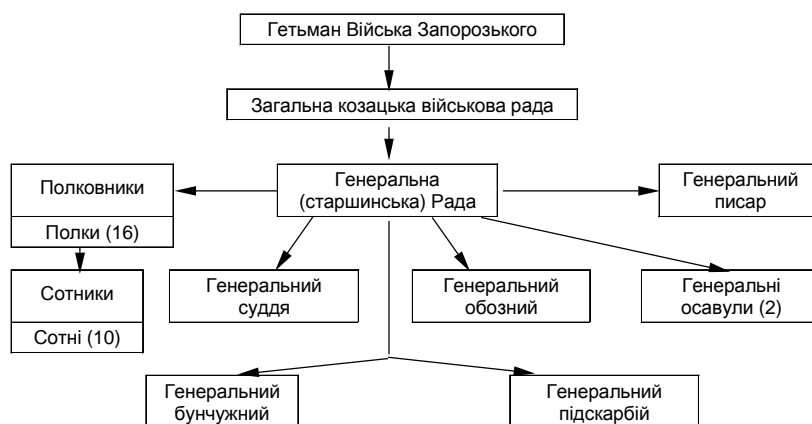 Гетьман Війська Запорозького
Загальна козацька військова рада
Полковники
Полки (16)
Генеральна
(старшинська) Рада
Генеральний
писар
Сотники
Сотні (10)
Генеральний
суддя
Генеральний
обозний
Генеральні
осавули (2)
Генеральний
бунчужний
Генеральний
підскарбій